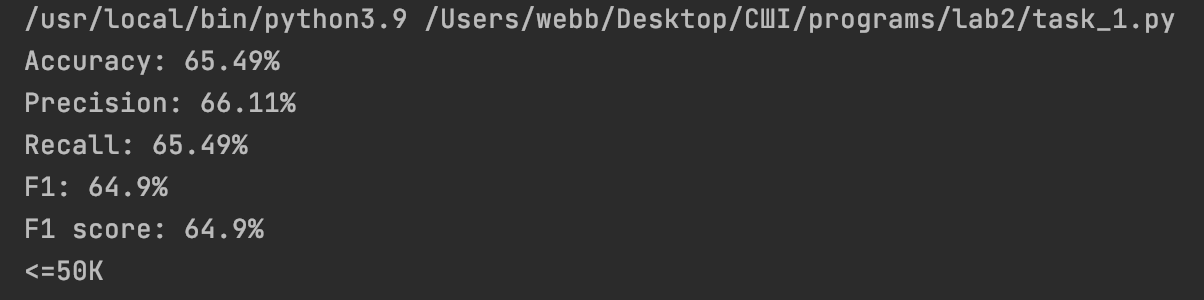 /usr/local/bin/python3.9 /Users/webb/Desktop/СШІ/programs/lab2/task_1.py
Accuracy: 65.49%
Precision: 66.11%
Recall: 65.49%
F1: 64.9%
F1 score: 64.9%
<=50K